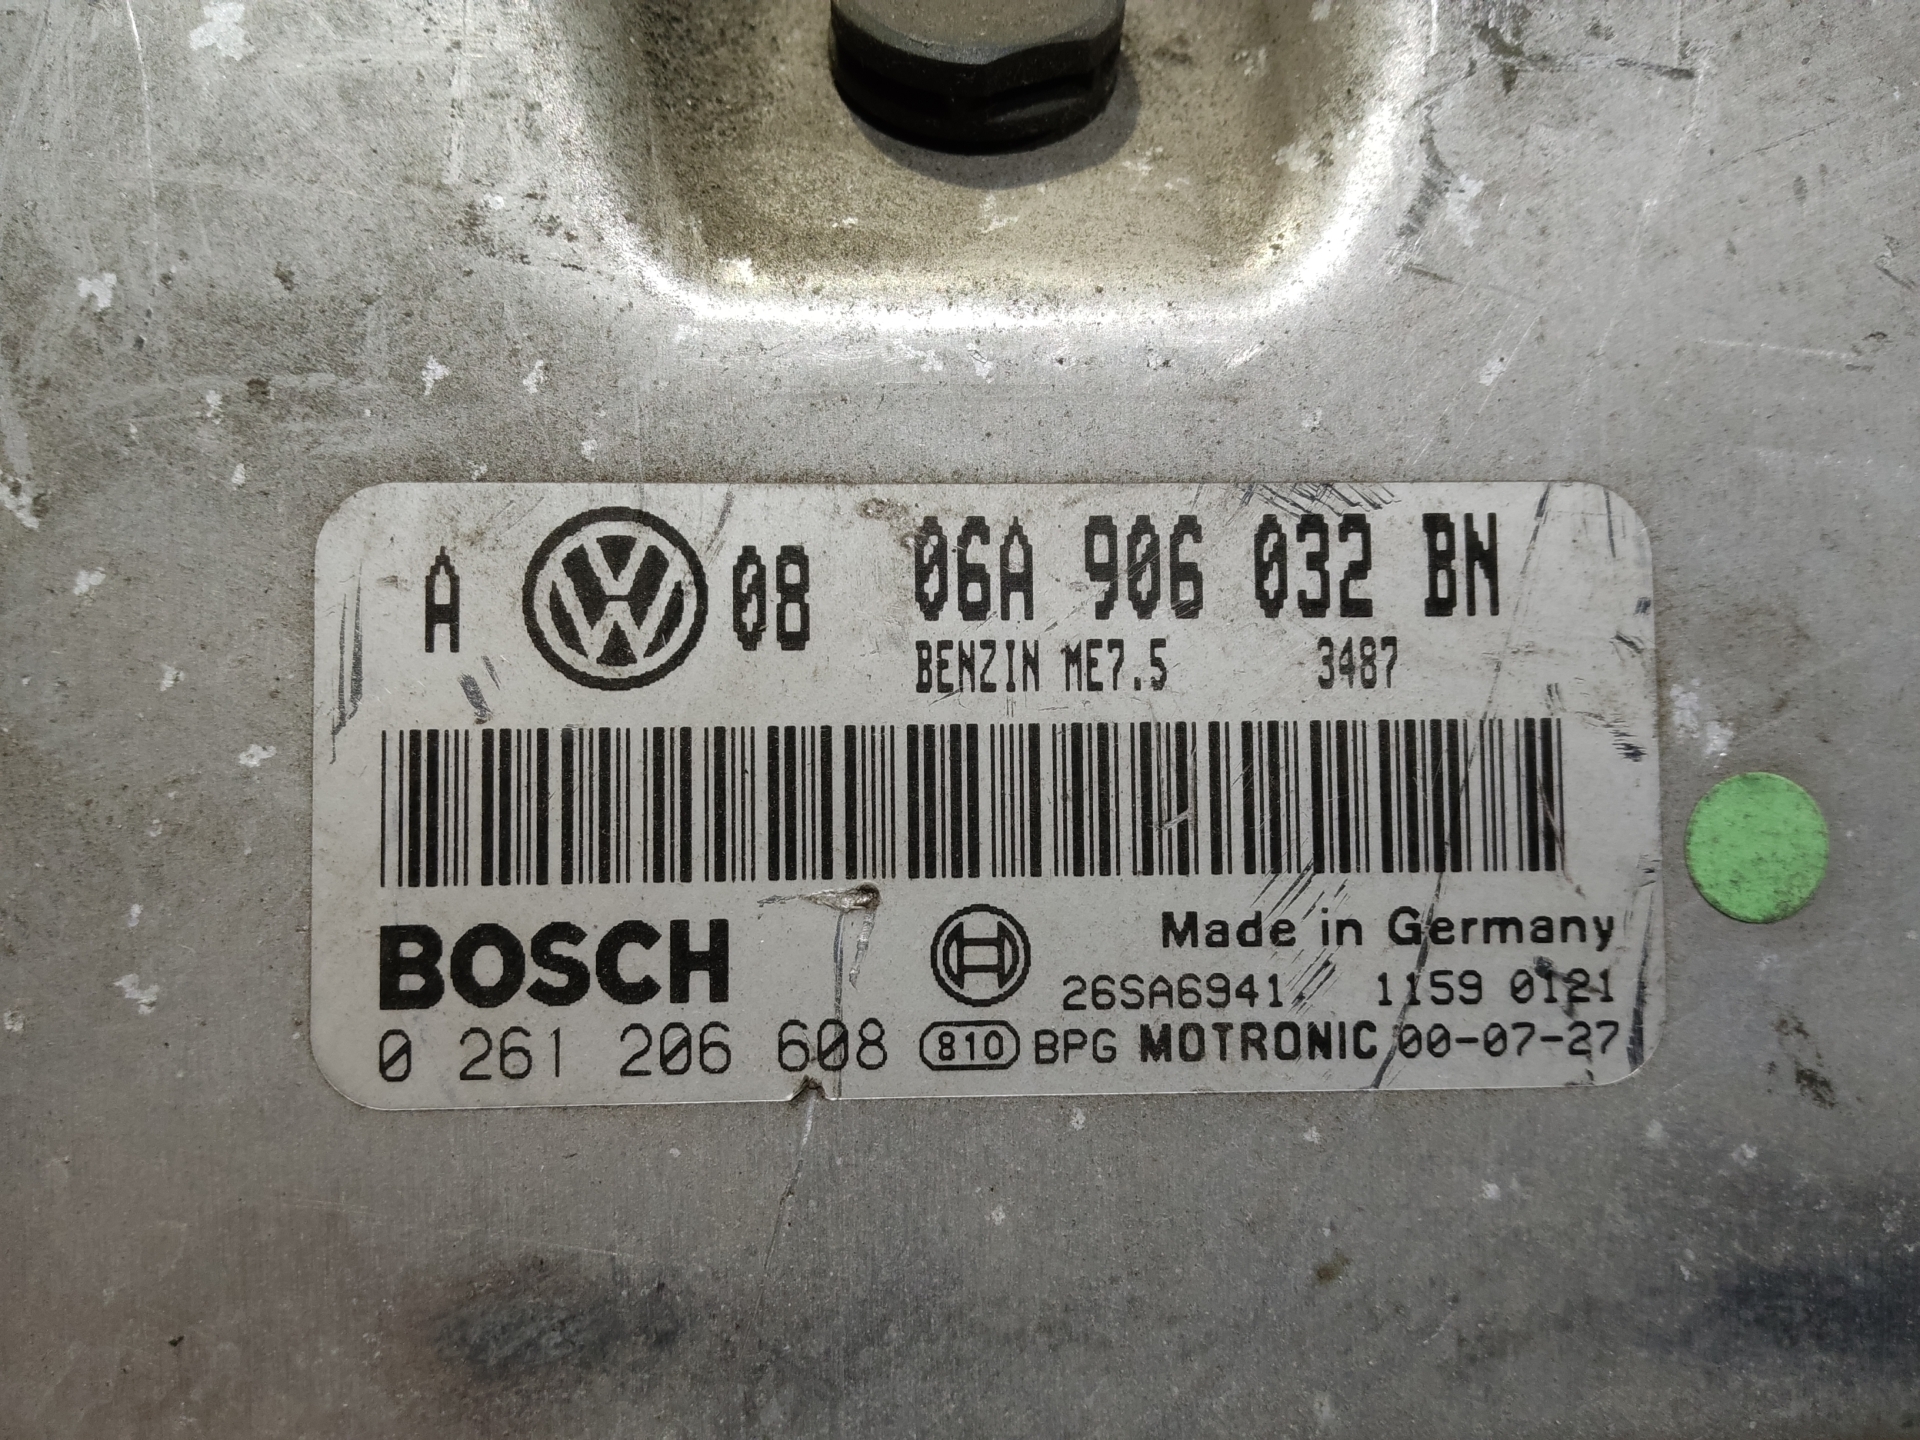 A VW 08 06A 906 032 BN
BENZIN ME7.5 3487
BOSCH Made in Germany
26SA6941 1159 0121
0 261 206 608 810 BPG MOTRONIC 00-07-27